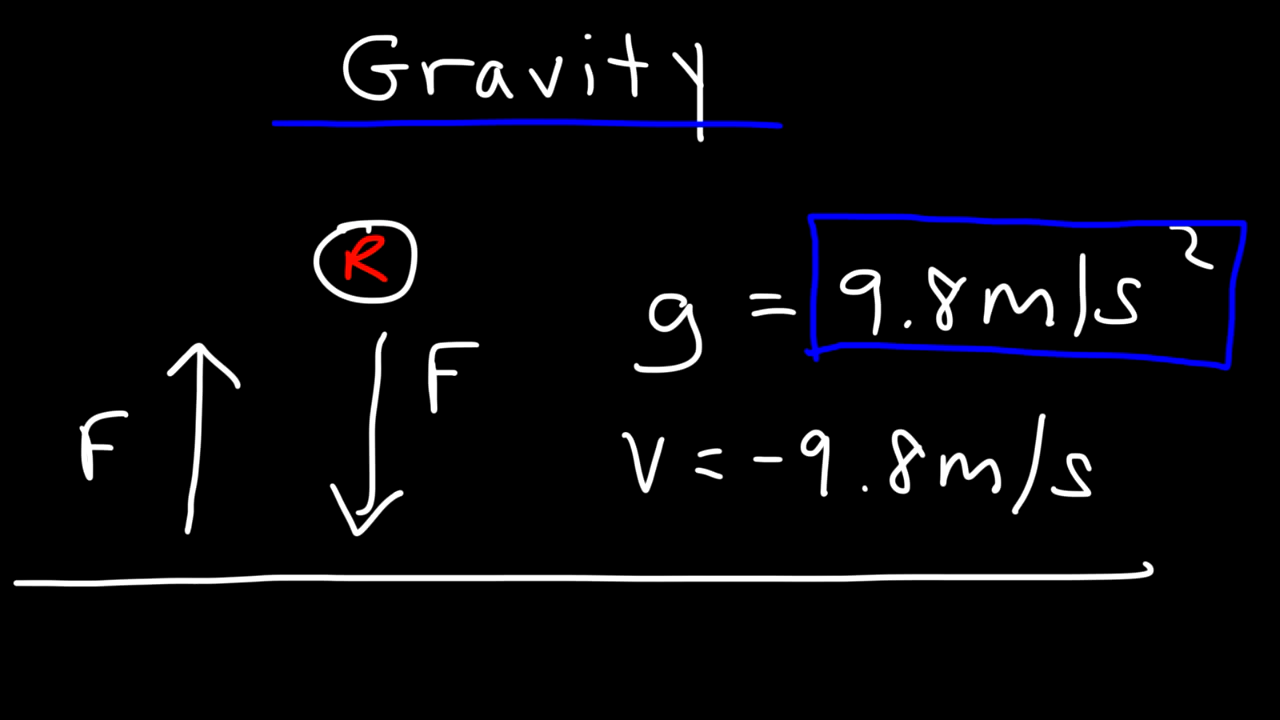 Gravity
R
g = 9.8m/s²
F
F
v = -9.8m/s